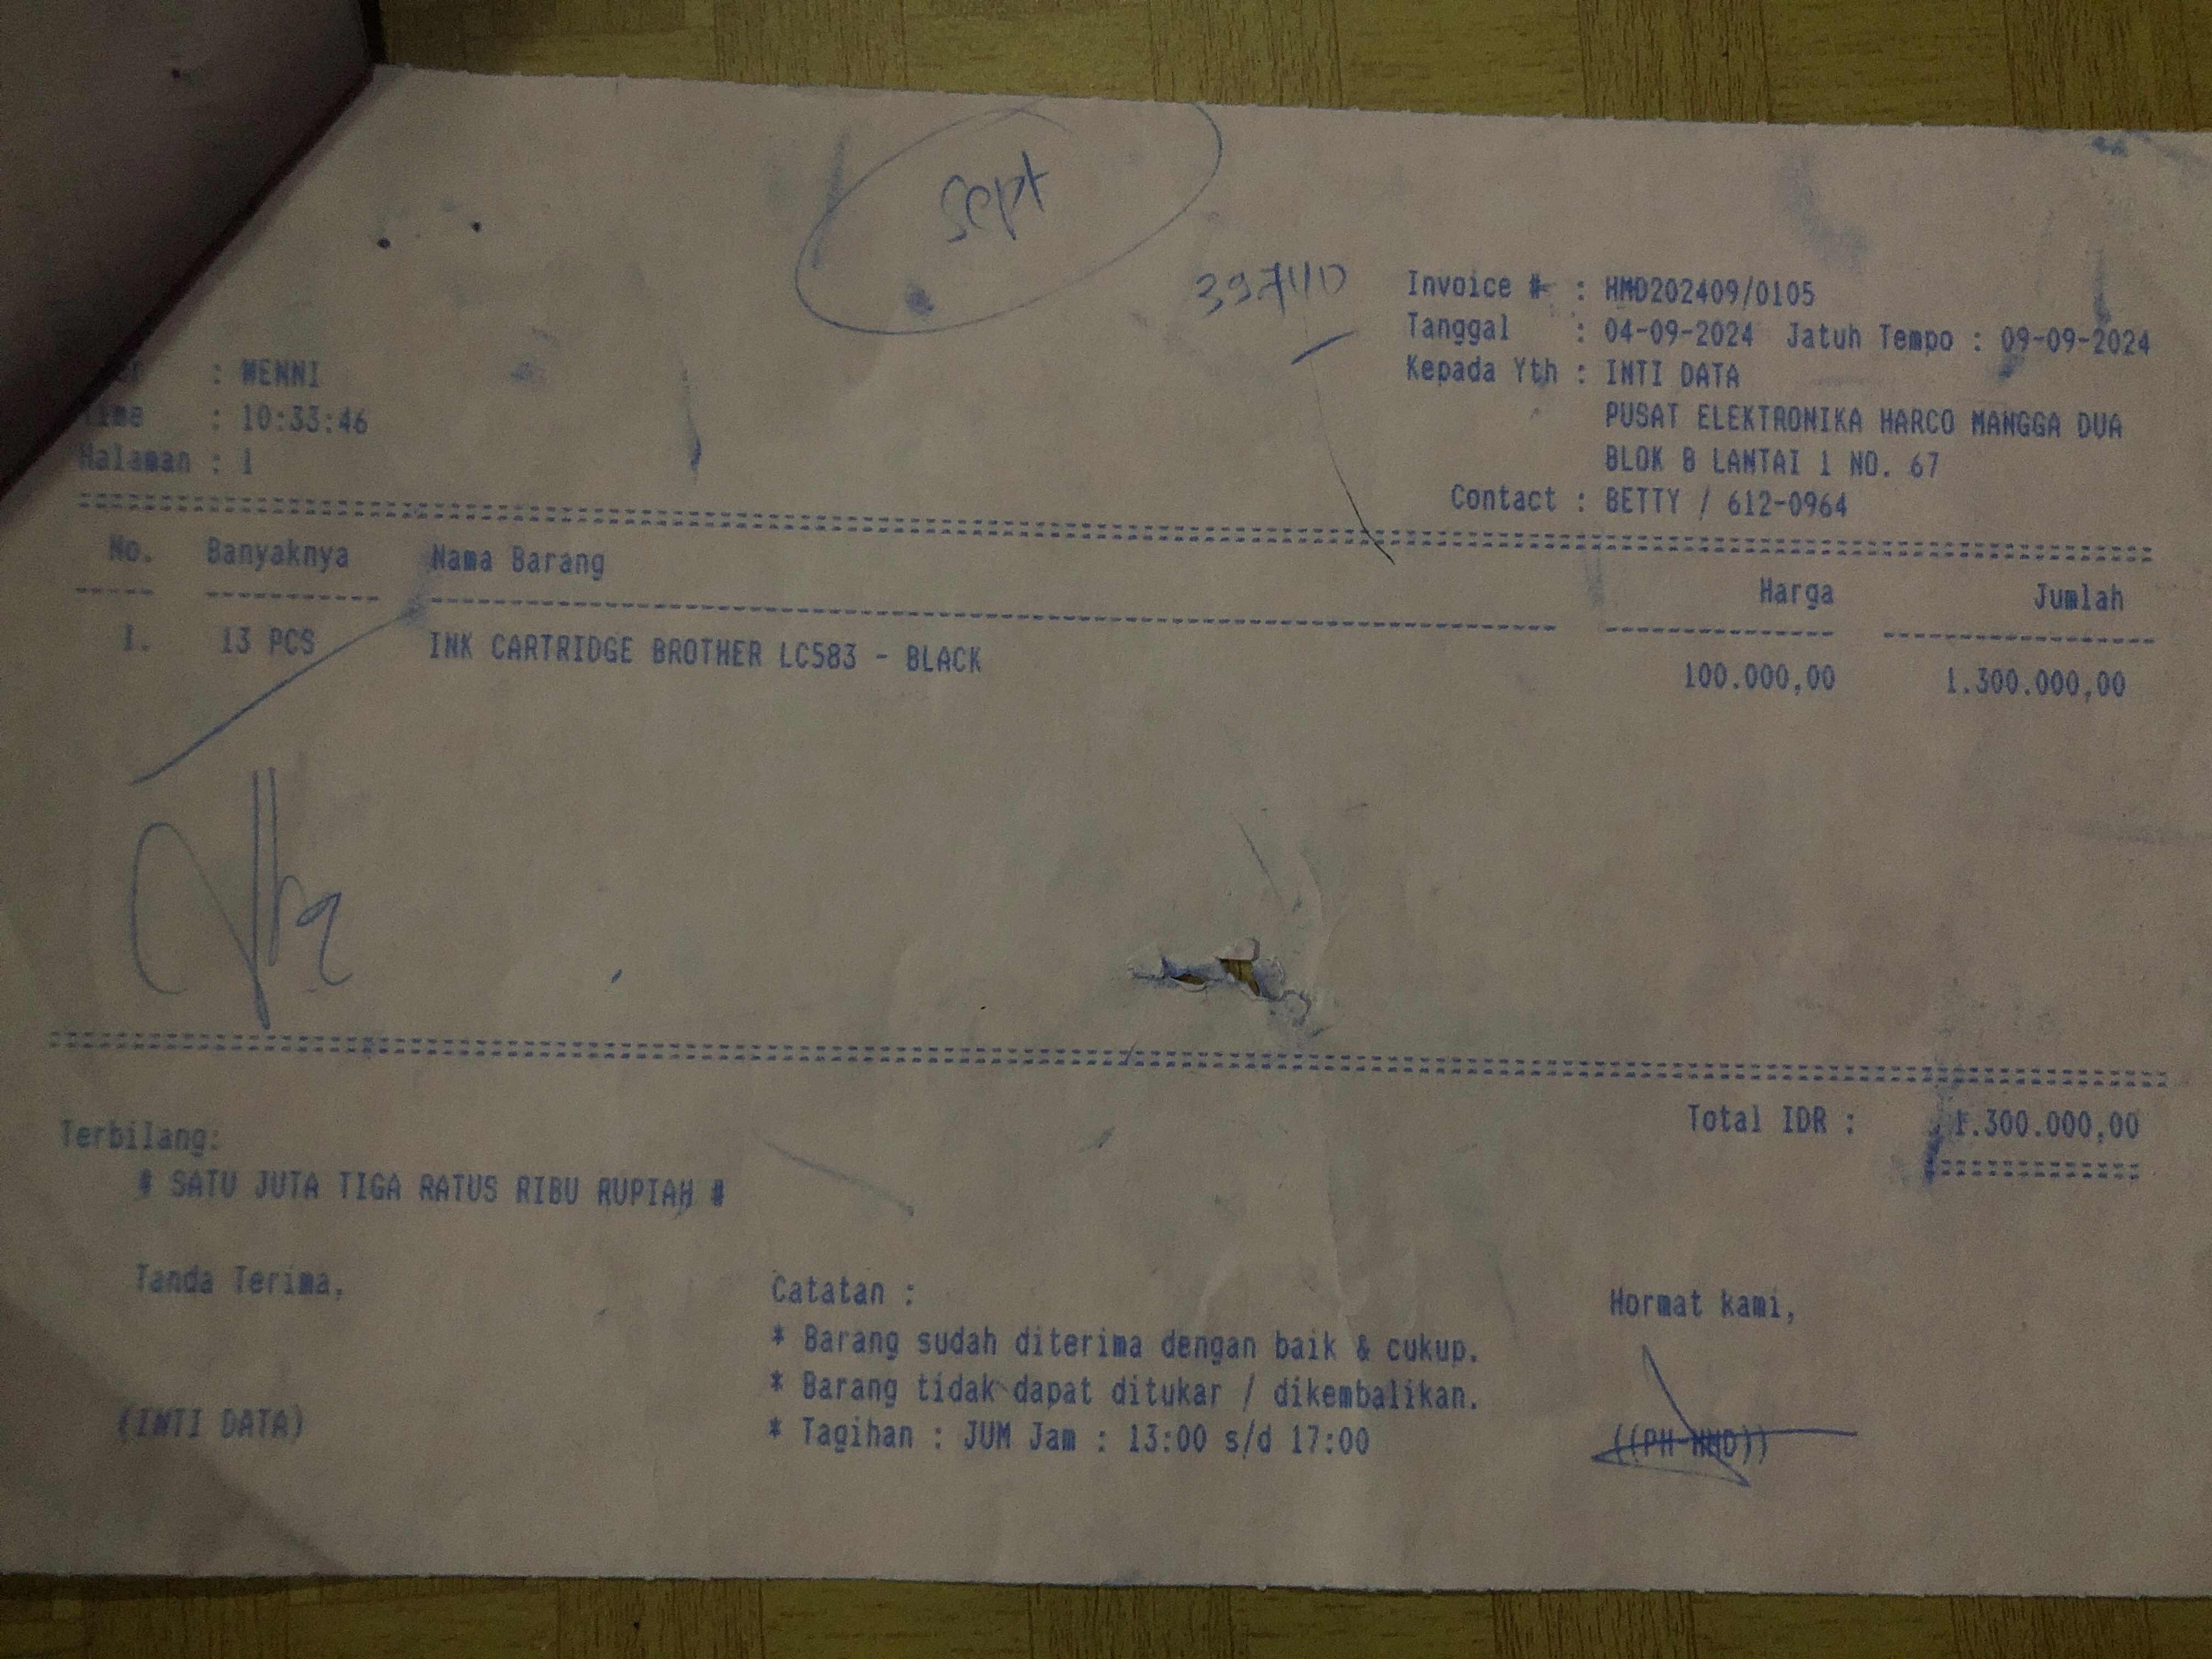 Sept
Invoice # : HMD202409/0105
Tanggal : 04-09-2024 Jatuh Tempo : 09-09-2024
Kepada Yth : INTI DATA
PUSAT ELEKTRONIKA HARCO MANGGA DUA
BLOK B LANTAI 1 NO. 67
Contact : BETTY / 612-0964
: WENNI
Time : 10:33:46
Halaman : 1
No. Banyaknya Nama Barang Harga Jumlah
1. 13 PCS INK CARTRIDGE BROTHER LC583 - BLACK 100.000,00 1.300.000,00
Total IDR : 1.300.000,00
Terbilang:
# SATU JUTA TIGA RATUS RIBU RUPIAH #
Tanda Terima,
(INTI DATA)
Catatan :
* Barang sudah diterima dengan baik & cukup.
* Barang tidak dapat ditukar / dikembalikan.
* Tagihan : JUM Jam : 13:00 s/d 17:00
Hormat kami,
((PH-HMD))